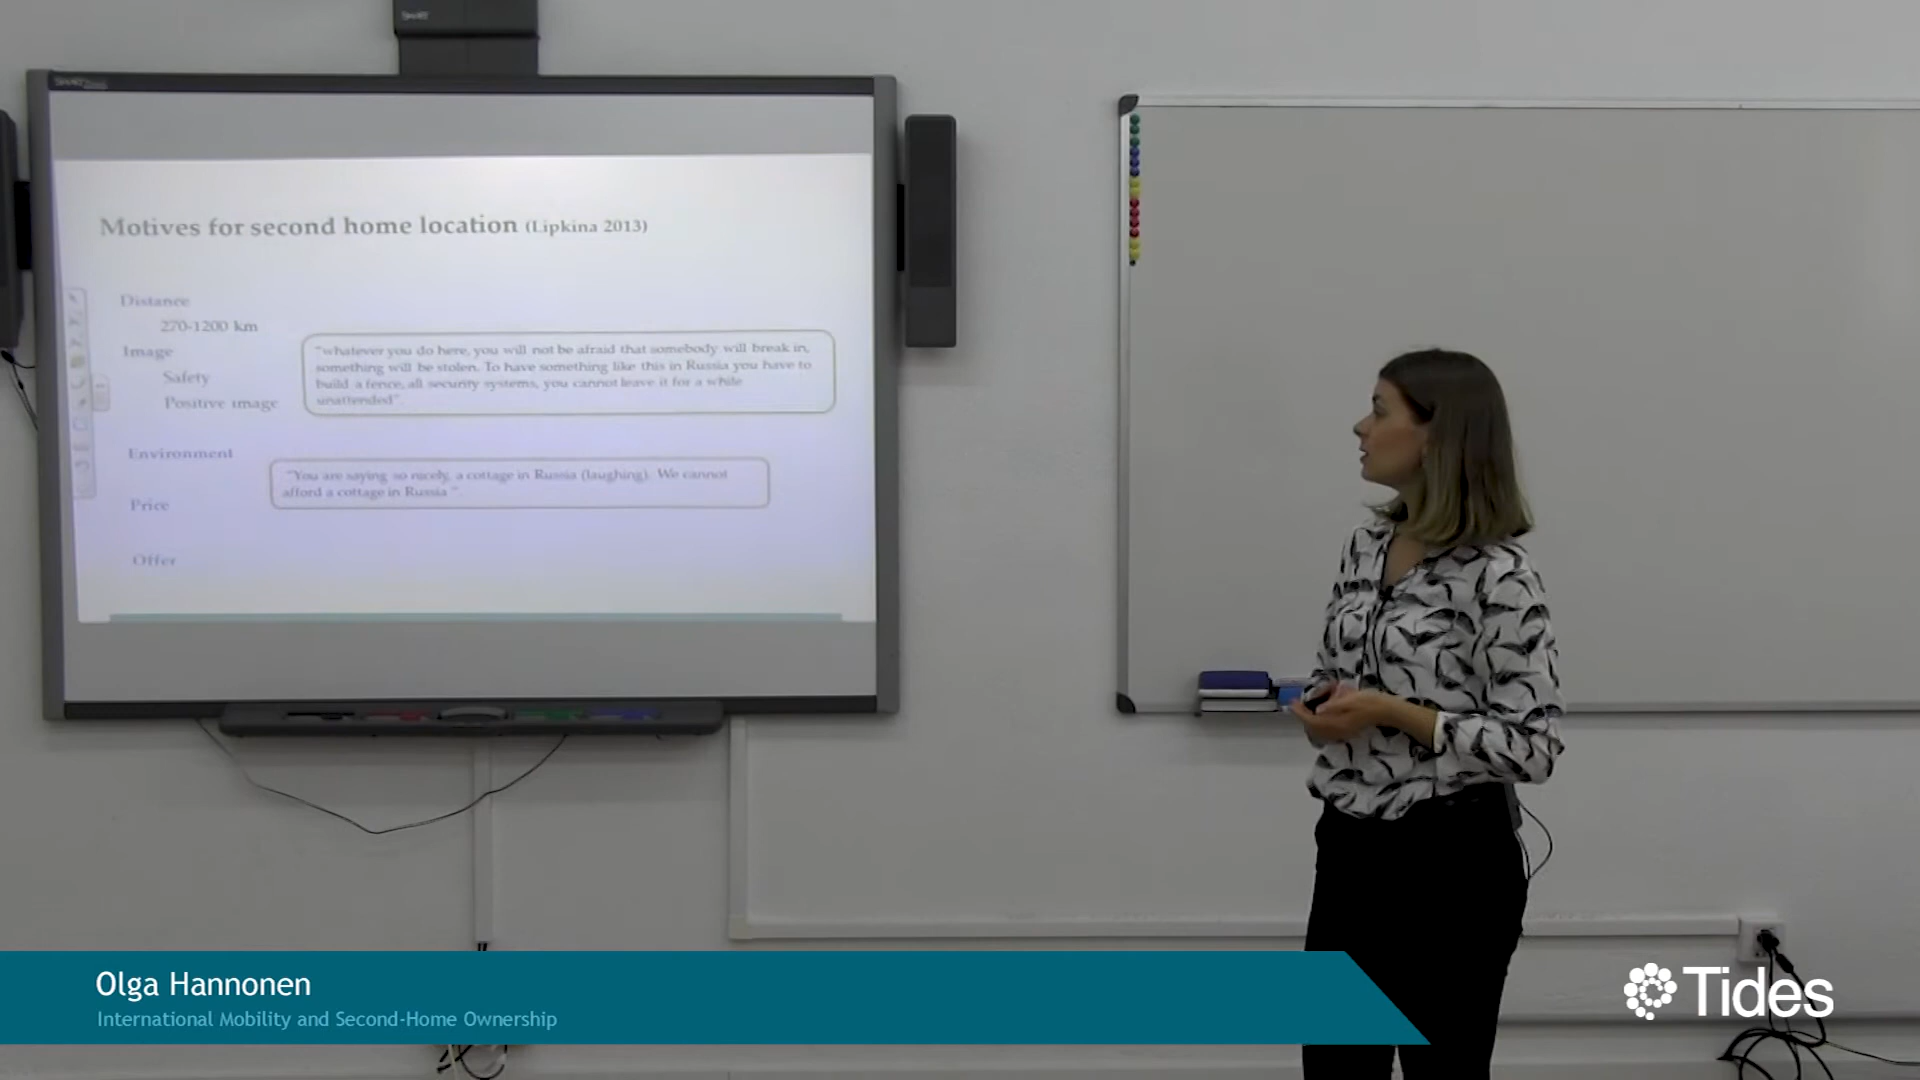 SMART
SMART
Motives for second home location (Lipkina 2013)
Distance
270-1200 km
Image
Safety
Positive image
"whatever you do here, you will not be afraid that somebody will break in,
something will be stolen. To have something like this in Russia you have to
build a fence, all security systems, you cannot leave it for a while
unattended"
Environment
"You are saying so nicely, a cottage in Russia (laughing). We cannot
afford a cottage in Russia "
Price
Offer
Olga Hannonen
International Mobility and Second-Home Ownership
Tides